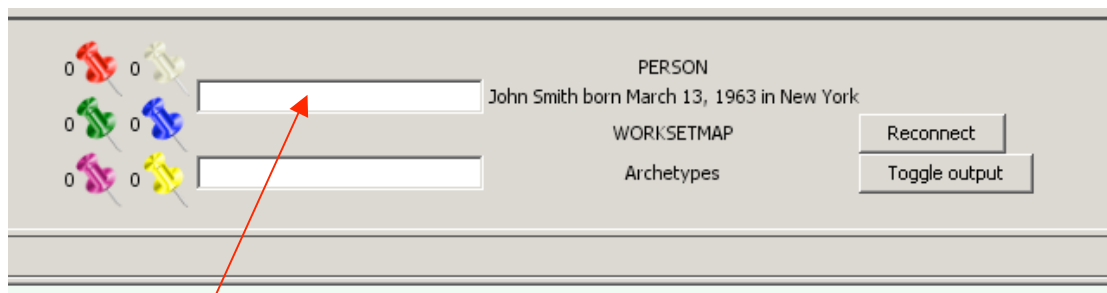 0 0
PERSON
John Smith born March 13, 1963 in New York
0 0
WORKSETMAP
Reconnect
0 0
Archetypes
Toggle output